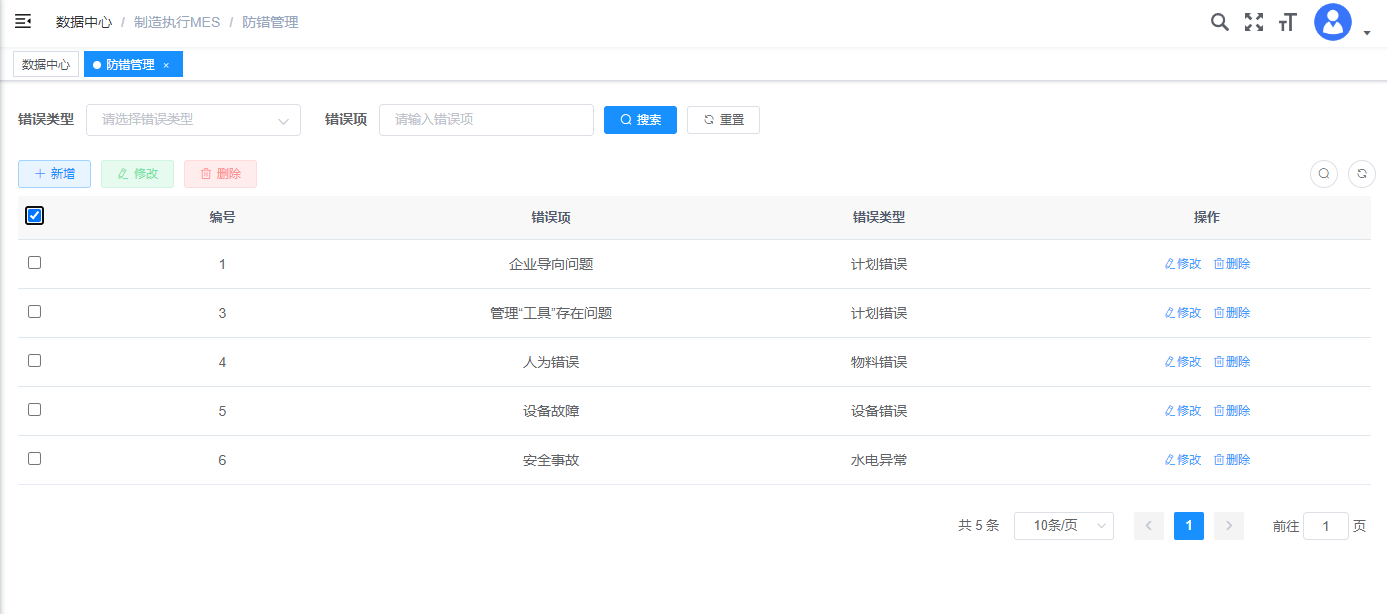 数据中心 / 制造执行MES / 防错管理
数据中心 防错管理 ×
错误类型 请选择错误类型 错误项 请输入错误项 搜索 重置
新增 修改 删除
编号 错误项 错误类型 操作
1 企业导向问题 计划错误 修改 删除
3 管理“工具”存在问题 计划错误 修改 删除
4 人为错误 物料错误 修改 删除
5 设备故障 设备错误 修改 删除
6 安全事故 水电异常 修改 删除
共 5 条 10条/页 1 前往 1 页